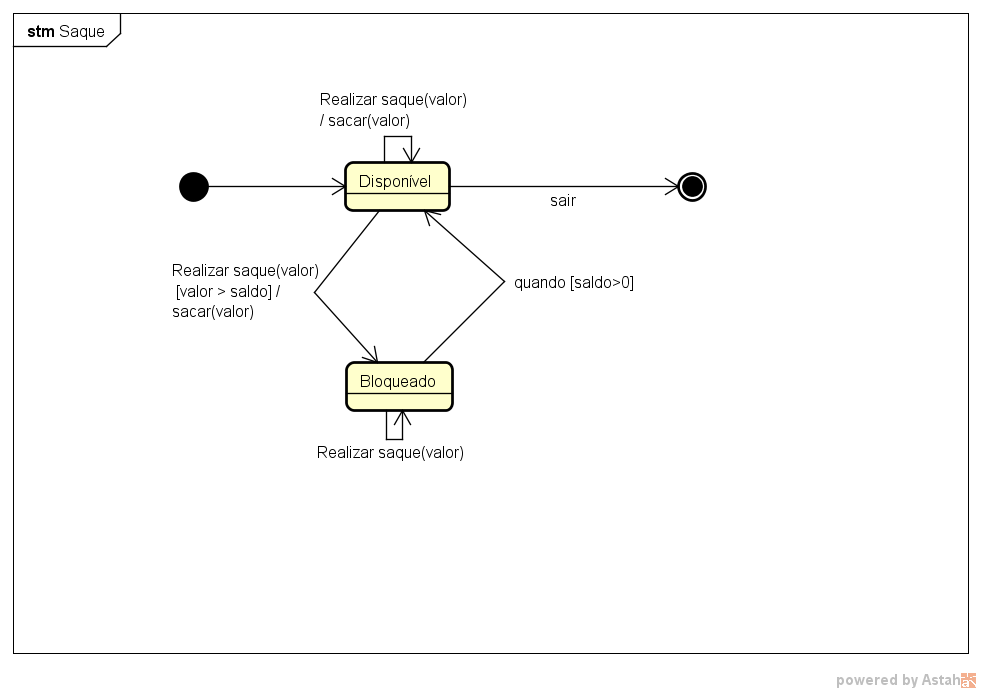 stm Saque
Realizar saque(valor)
/ sacar(valor)
Disponível
sair
Realizar saque(valor)
[valor > saldo] /
sacar(valor)
quando [saldo>0]
Bloqueado
Realizar saque(valor)
powered by Astah